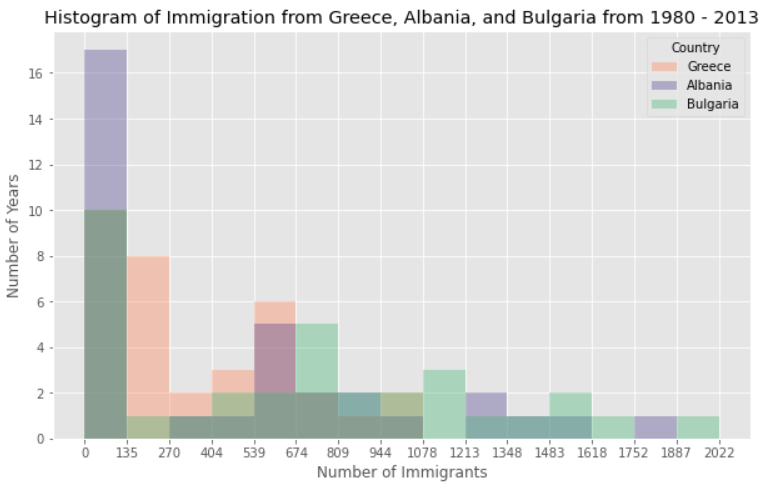 Histogram of Immigration from Greece, Albania, and Bulgaria from 1980 - 2013
Country
Greece
Albania
Bulgaria
16
14
12
10
8
6
4
2
0
Number of Years
0 135 270 404 539 674 809 944 1078 1213 1348 1483 1618 1752 1887 2022
Number of Immigrants